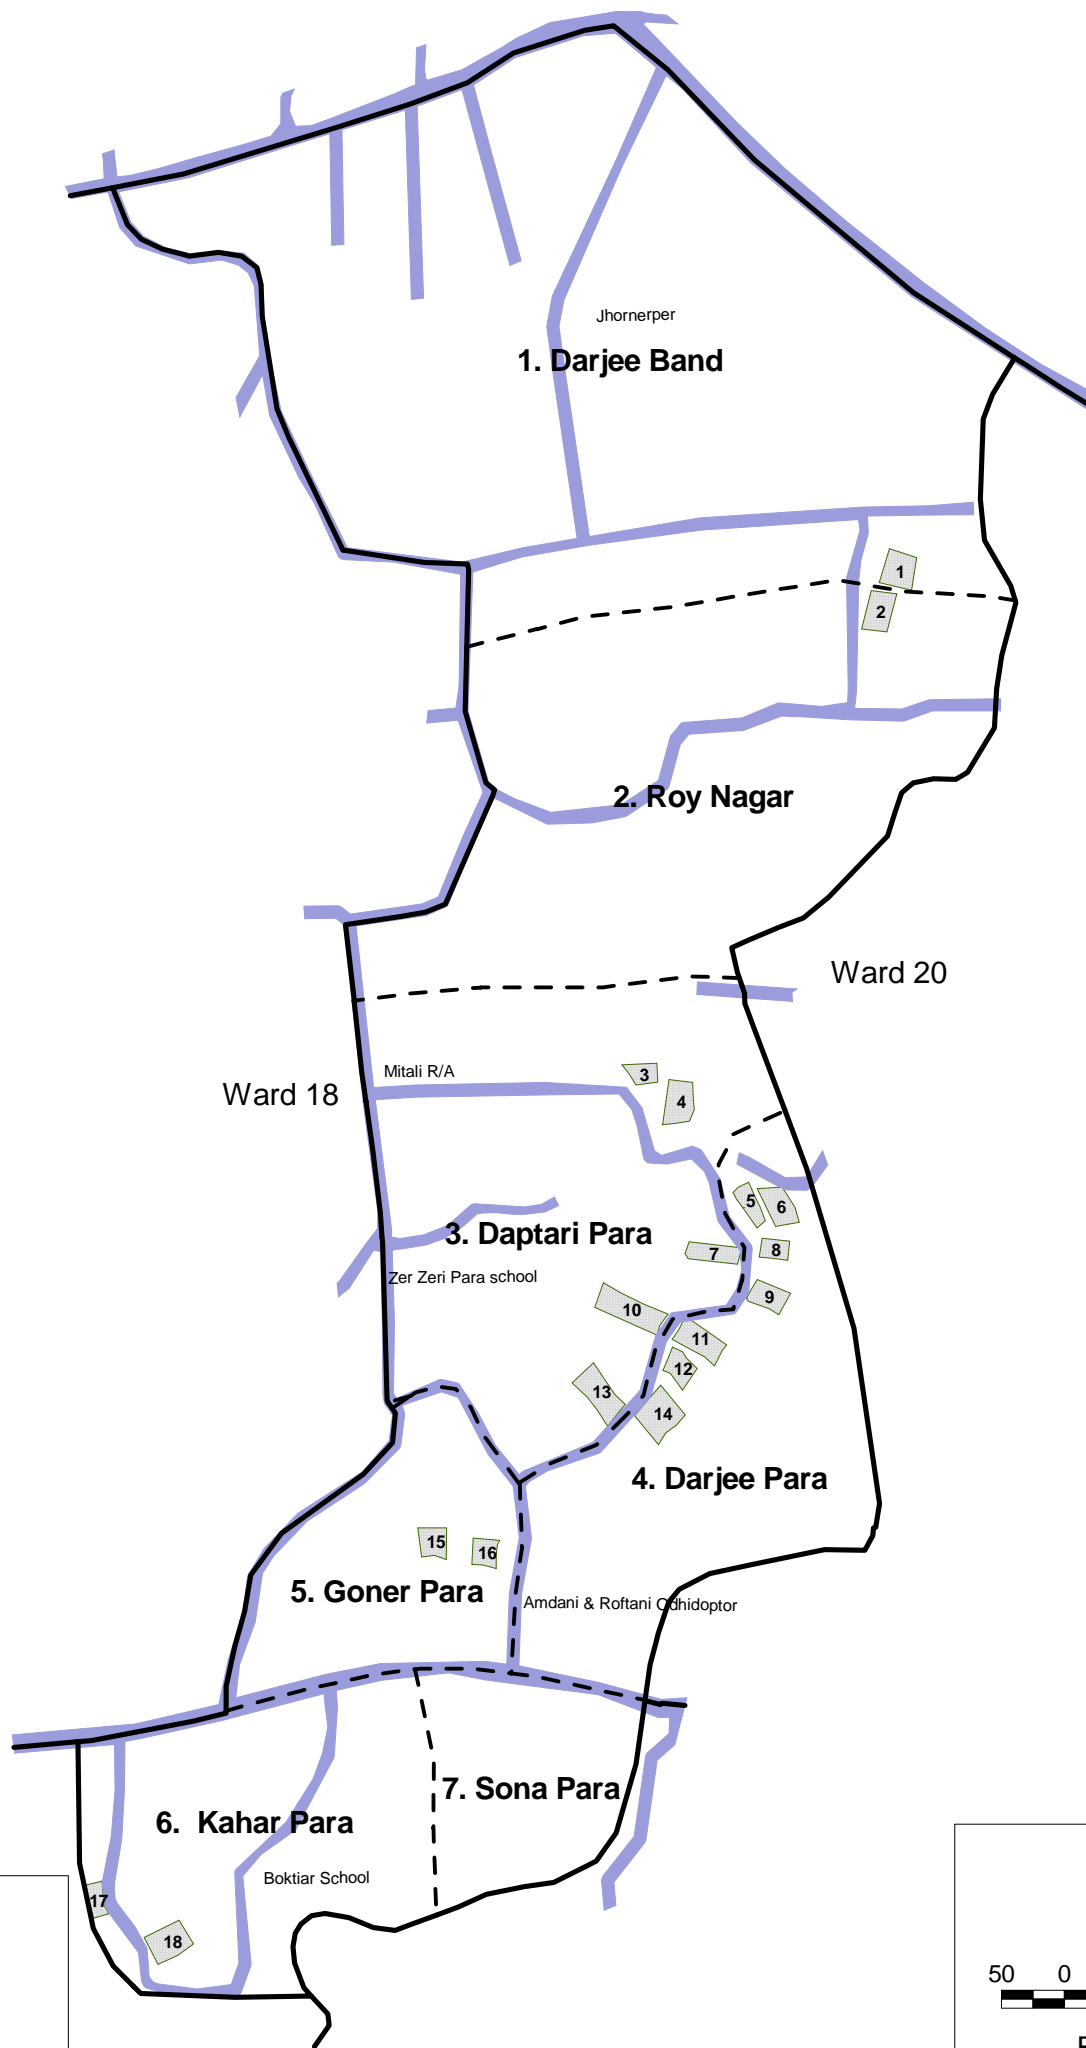 Jhornerper
1. Darjee Band
1
2
2. Roy Nagar
Ward 20
Mitali R/A
3
Ward 18
4
5
6
3. Daptari Para
7
8
Zer Zeri Para school
9
10
11
12
13
14
4. Darjee Para
15
16
5. Goner Para
Amdani & Roftani Odhidoptor
7. Sona Para
6. Kahar Para
Boktiar School
17
18
50 0